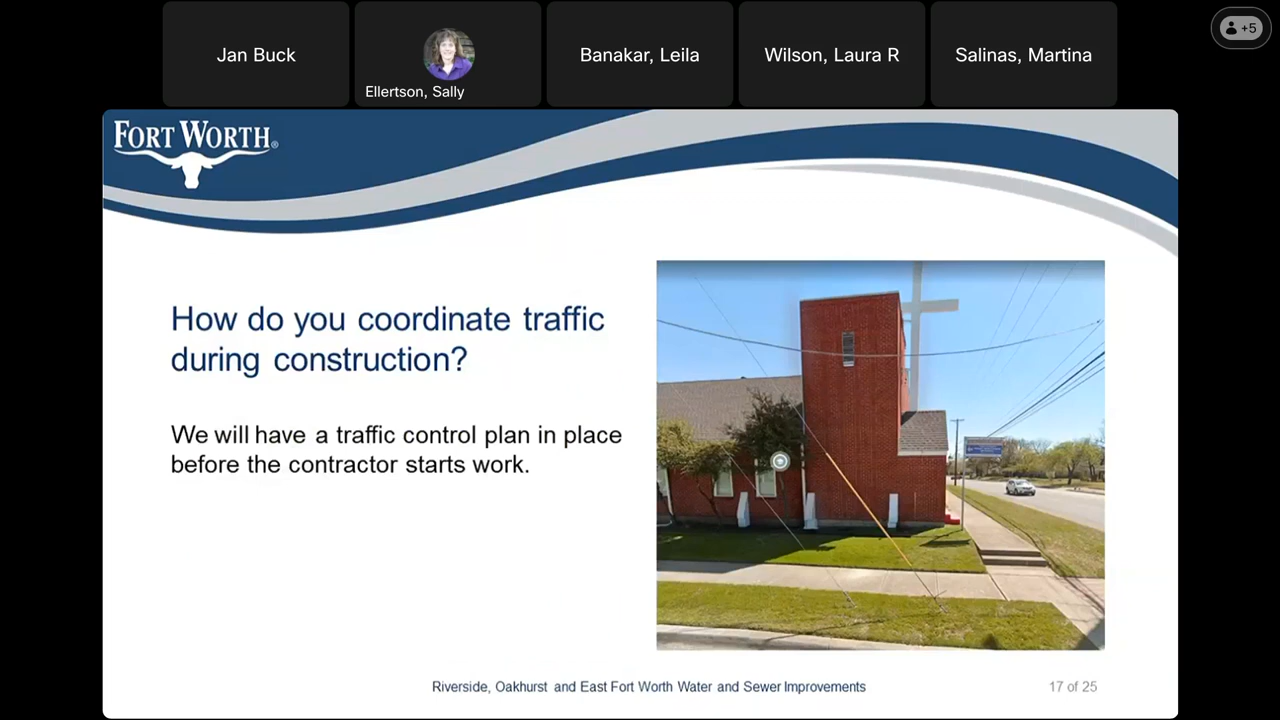 Jan Buck
Ellertson, Sally
Banakar, Leila
Wilson, Laura R
Salinas, Martina
+5
FORT WORTH®
How do you coordinate traffic
during construction?
We will have a traffic control plan in place
before the contractor starts work.
Riverside, Oakhurst and East Fort Worth Water and Sewer Improvements
17 of 25